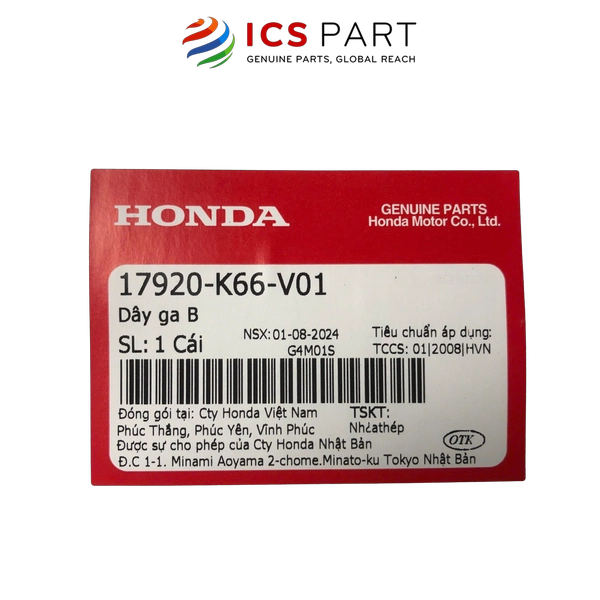 ICS PART
GENUINE PARTS, GLOBAL REACH
HONDA
GENUINE PARTS
Honda Motor Co., Ltd.
17920-K66-V01
Dây ga B
SL: 1 Cái
NSX: 01-08-2024
G4M01S
Tiêu chuẩn áp dụng:
TCCS: 01|2008|HVN
Đóng gói tại: Cty Honda Việt Nam
Phúc Thắng, Phúc Yên, Vĩnh Phúc
TSKT:
Được sự cho phép của Cty Honda Nhật Bản
OTK
Đ.C 1-1. Minami Aoyama 2-chome.Minato-ku Tokyo Nhật Bản